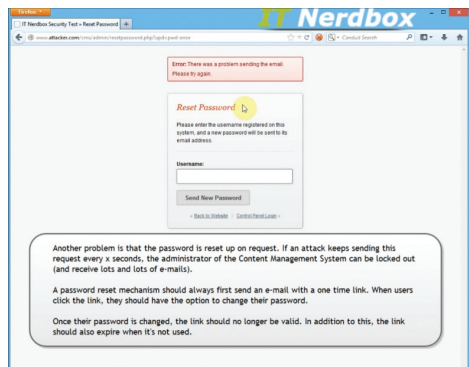 Firefox
IT Nerdbox
IT Nerdbox Security Test » Reset Password
www.attacker.com/cms/admin/resetpassword.php?upd=pwd-error
Conduit Search
Error: There was a problem sending the email.
Please try again.
Reset Password
Please enter the username registered on this
system, and a new password will be sent to its
email address.
Username:
Send New Password
« Back to Website | Control Panel Login »
Another problem is that the password is reset up on request. If an attack keeps sending this
request every x seconds, the administrator of the Content Management System can be locked out
(and receive lots and lots of e-mails).
A password reset mechanism should always first send an e-mail with a one time link. When users
click the link, they should have the option to change their password.
Once their password is changed, the link should no longer be valid. In addition to this, the link
should also expire when it's not used.